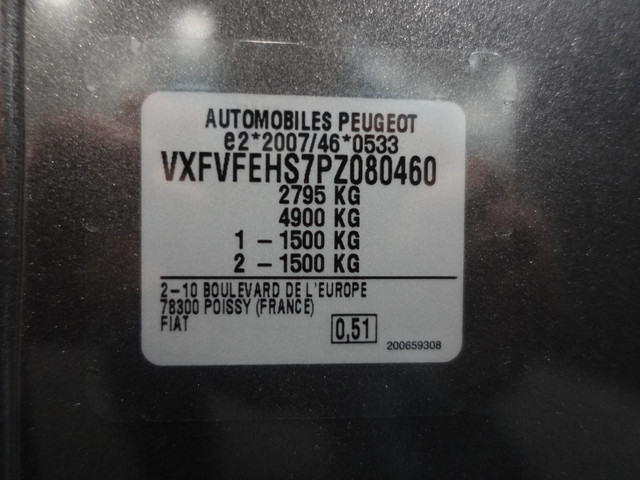 AUTOMOBILES PEUGEOT
e2*2007/46*0533
VXFVFEHS7PZ080460
2795 KG
4900 KG
1 - 1500 KG
2 - 1500 KG
2-10 BOULEVARD DE L'EUROPE
78300 POISSY (FRANCE)
FIAT
0,51
200659308